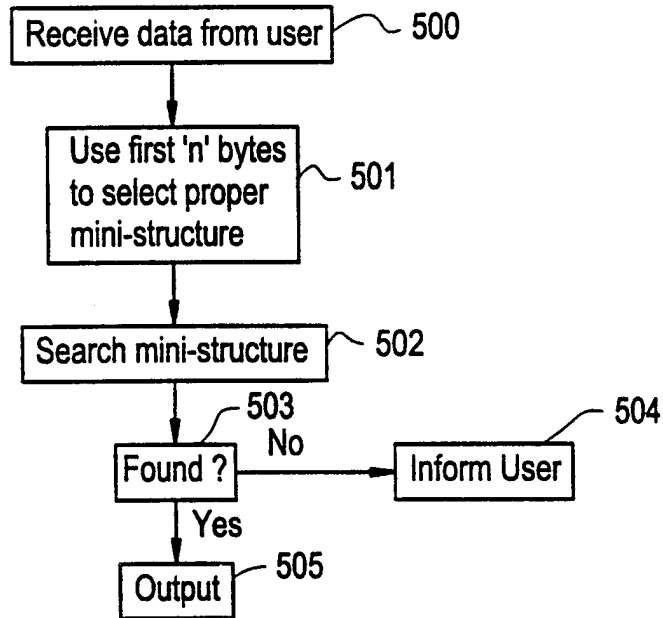 Receive data from user
500
Use first 'n' bytes
to select proper
mini-structure
501
Search mini-structure
502
503
Found ?
No
504
Inform User
Yes
Output
505